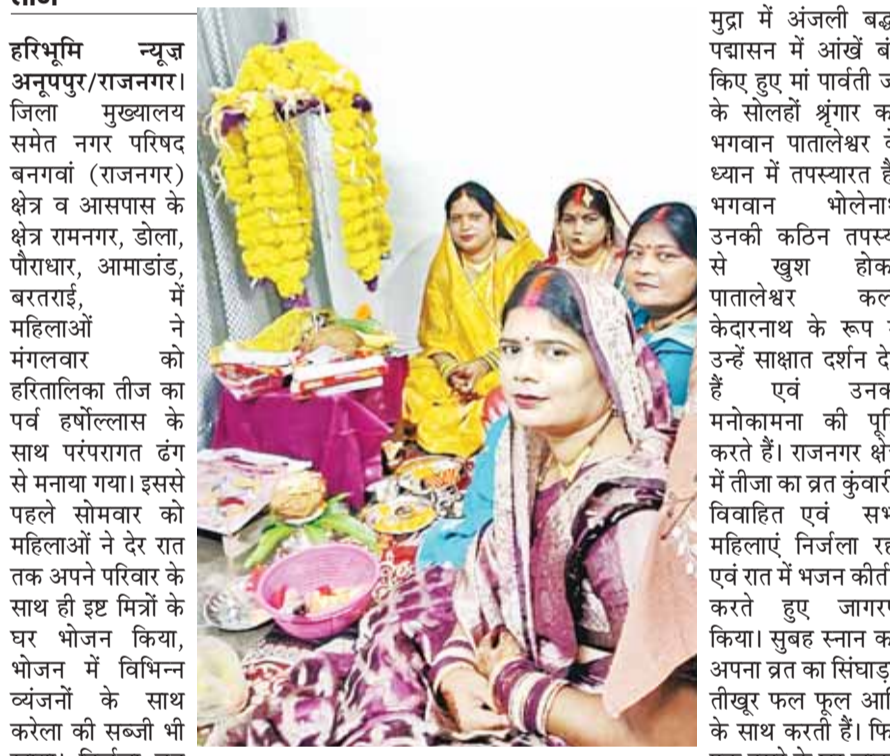 हरिभूमि न्यूज़
अनूपपुर/राजनगर।
जिला मुख्यालय
समेत नगर परिषद
बनगवां (राजनगर)
क्षेत्र व आसपास के
क्षेत्र रामनगर, डोला,
पौराधार, आमाडांड,
बरतराई, में
महिलाओं ने
मंगलवार को
हरितालिका तीज का
पर्व हर्षोल्लास के
साथ परंपरागत ढंग
से मनाया गया। इससे
पहले सोमवार को
महिलाओं ने देर रात
तक अपने परिवार के
साथ ही इष्ट मित्रों के
घर भोजन किया,
भोजन में विभिन्न
व्यंजनों के साथ
करेला की सब्जी भी
मुद्रा में अंजली
पद्मासन में आंखें
किए हुए मां पार्वती
के सोलहों श्रृंगार
भगवान पातालेश्वर
ध्यान में तपस्यारत
भगवान
उनकी कठिन
से खुश
पातालेश्वर
केदारनाथ के रूप
उन्हें साक्षात दर्शन
हैं एवं
मनोकामना की
करते हैं। राजनगर
में तीजा का व्रत
विवाहित एवं
महिलाएं निर्जला
एवं रात में भजन
करते हुए
किया। सुबह स्नान
अपना व्रत का
तीखूर फल फूल
के साथ करती हैं।